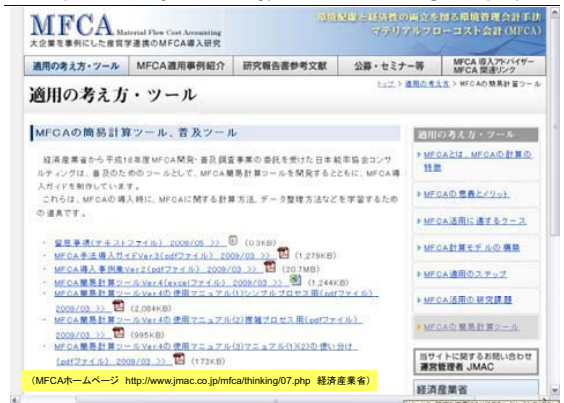 環境配慮と経済性の両立を図る環境管理会計手法
MFCA Material Flow Cost Accounting
マテリアルフローコスト会計 (MFCA)
大企業を事例にした産官学連携のMFCA導入研究
適用の考え方・ツール
MFCA適用事例紹介
研究報告書参考文献
公募・セミナー等
MFCA 導入アドバイザー
MFCA 関連リンク
トップ > 適用の考え方 > MFCAの簡易計算ツール
適用の考え方・ツール
MFCAの簡易計算ツール、普及ツール
経済産業省から平成16年度MFCA開発・普及調査事業の委託を受けた日本能率協会コンサ
ルティングは、普及のためのツールとして、MFCA簡易計算ツールを開発するとともに、MFCA導
入ガイドを制作しています。
これらは、MFCAの導入時に、MFCAに関する計算方法、データ整理方法などを学習するため
の道具です。
・ 留意事項(テキストファイル) 2009/05 >> (0.3KB)
・ MFCA手法導入ガイドVer3(pdfファイル) 2009/03 >> (1,279KB)
・ MFCA導入事例集Ver2(pdfファイル) 2009/03 >> (20.7MB)
・ MFCA簡易計算ツールVer4(excelファイル) 2009/03 >> (1,244KB)
・ MFCA簡易計算ツールVer4の使用マニュアル(1)シンプルプロセス用(pdfファイル)
2009/03 >> (2,084KB)
・ MFCA簡易計算ツールVer4の使用マニュアル(2)複雑プロセス用(pdfファイル)
2009/03 >> (995KB)
・ MFCA簡易計算ツールVer4の使用マニュアル(3)マニュアル(1)(2)の使い分け
(pdfファイル) 2009/03 >> (173KB)
適用の考え方・ツール
MFCAとは、MFCAの計算の
特徴
MFCAの意義とメリット
MFCA活用に適するケース
MFCA計算モデルの構築
MFCA適用のステップ
MFCA活用の研究課題
MFCAの簡易計算ツール
当サイトに関するお問い合わせ
運営管理者 JMAC
経済産業省
(MFCAホームページ http://www.jmac.co.jp/mfca/thinking/07.php 経済産業省)